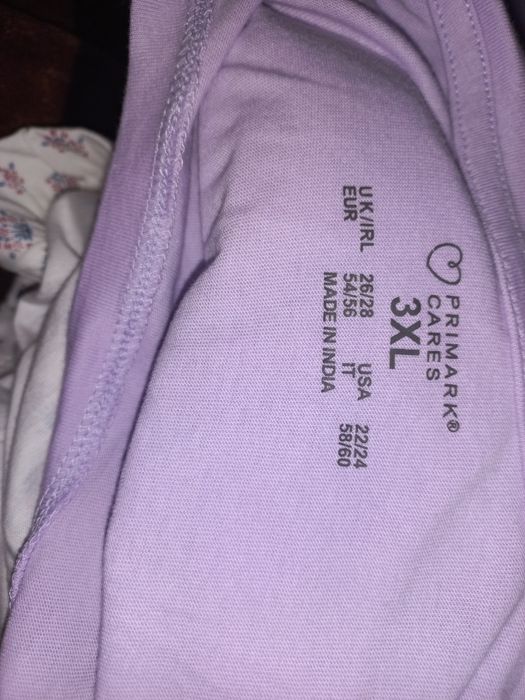 PRIMARK®
CARES
3XL
UK/IRL 26/28 USA 22/24
EUR 54/56 IT 58/60
MADE IN INDIA